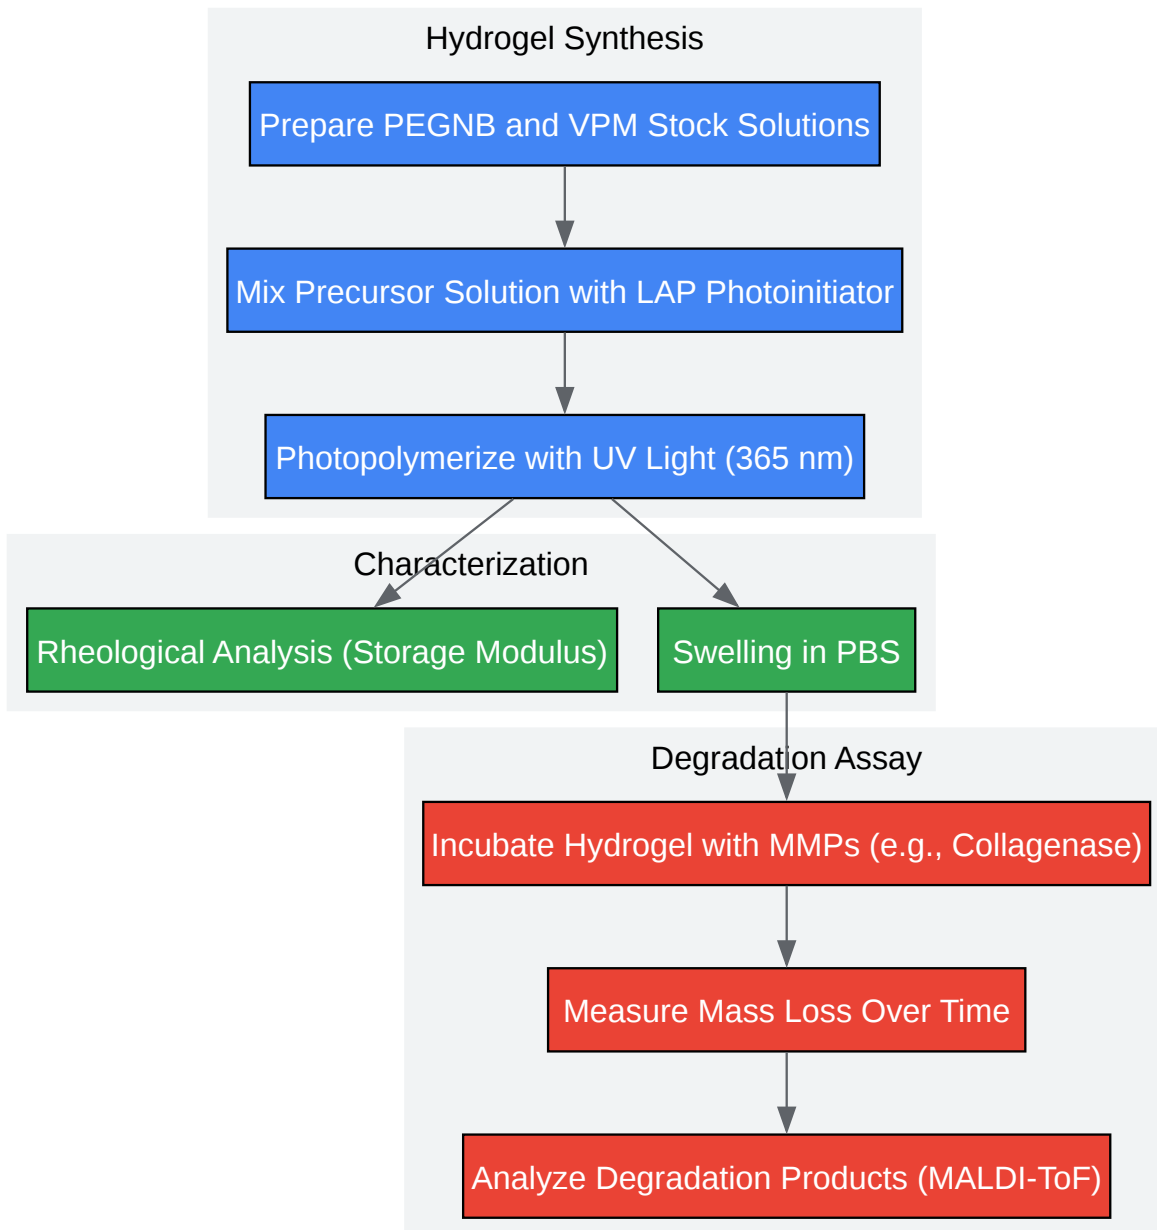 Hydrogel Synthesis
Prepare PEGNB and VPM Stock Solutions
Mix Precursor Solution with LAP Photoinitiator
Photopolymerize with UV Light (365 nm)
Characterization
Rheological Analysis (Storage Modulus)
Swelling in PBS
Degradation Assay
Incubate Hydrogel with MMPs (e.g., Collagenase)
Measure Mass Loss Over Time
Analyze Degradation Products (MALDI-ToF)